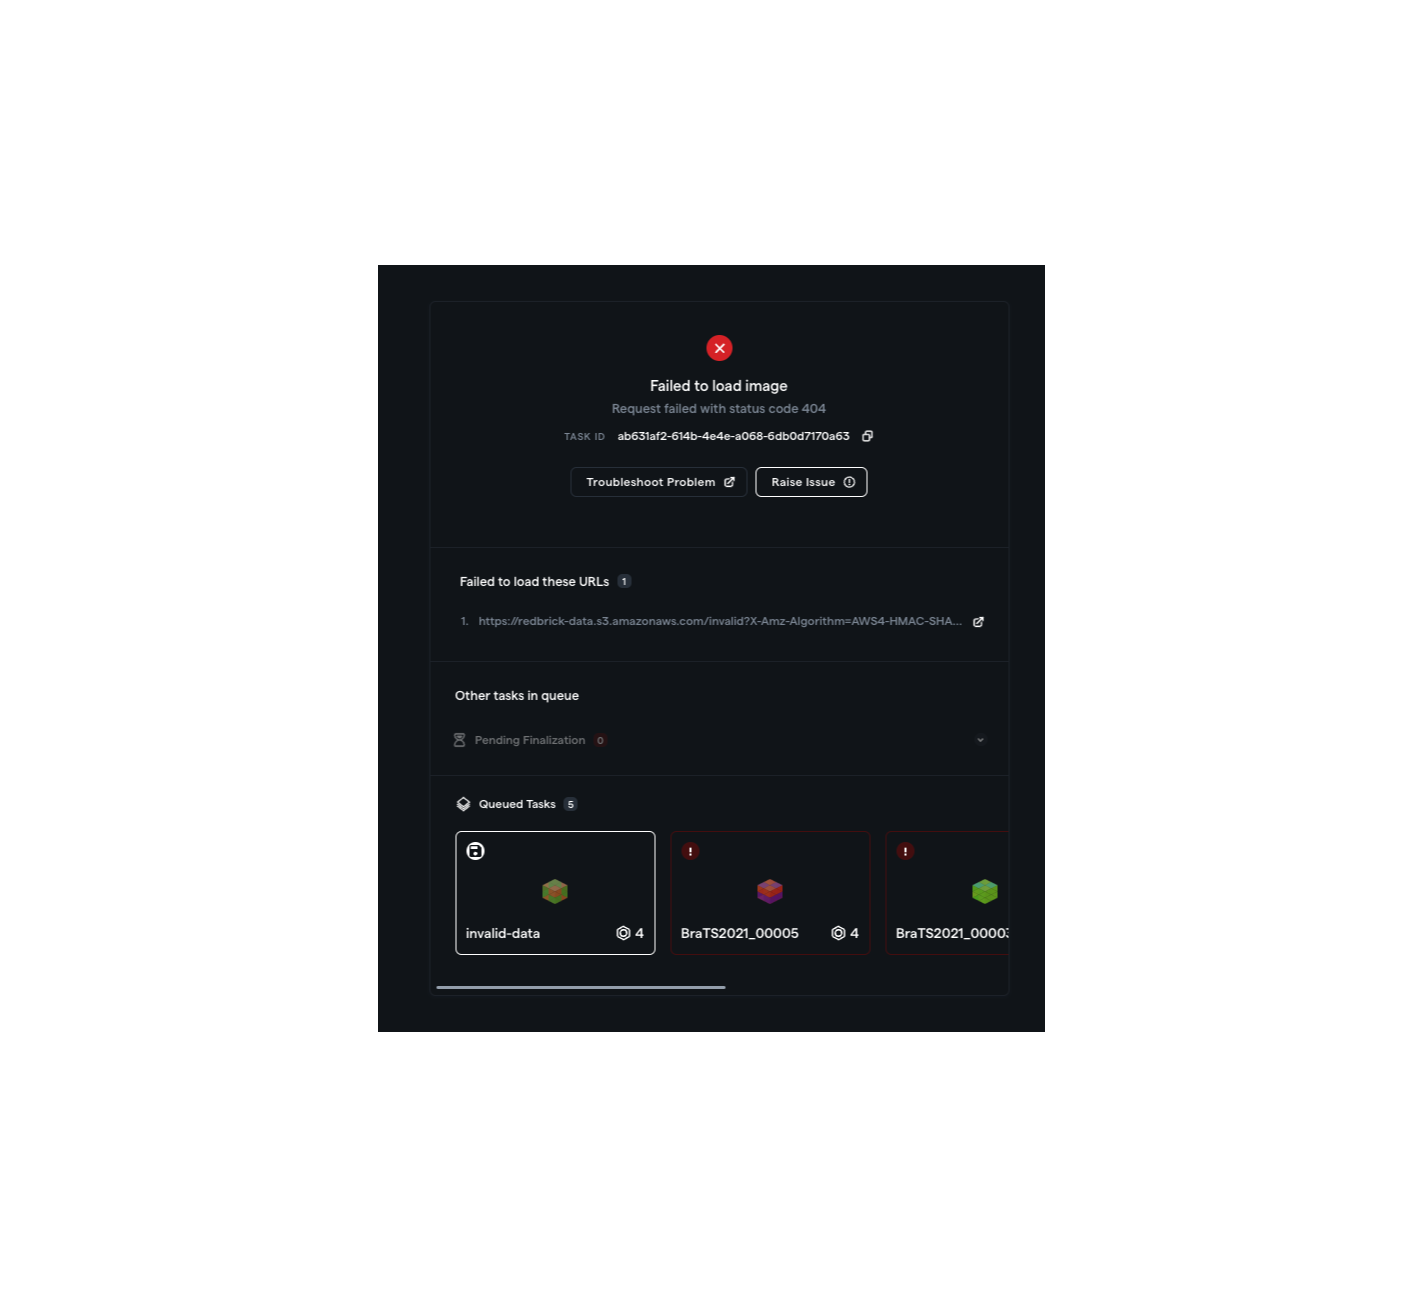 Failed to load image
Request failed with status code 404
TASK ID ab631af2-614b-4e4e-a068-6db0d7170a63
Troubleshoot Problem Raise Issue
Failed to load these URLs 1
1. https://redbrick-data.s3.amazonaws.com/invalid?X-Amz-Algorithm=AWS4-HMAC-SHA...
Other tasks in queue
Pending Finalization 0
Queued Tasks 5
invalid-data 4 BraTS2021_00005 4 BraTS2021_00003